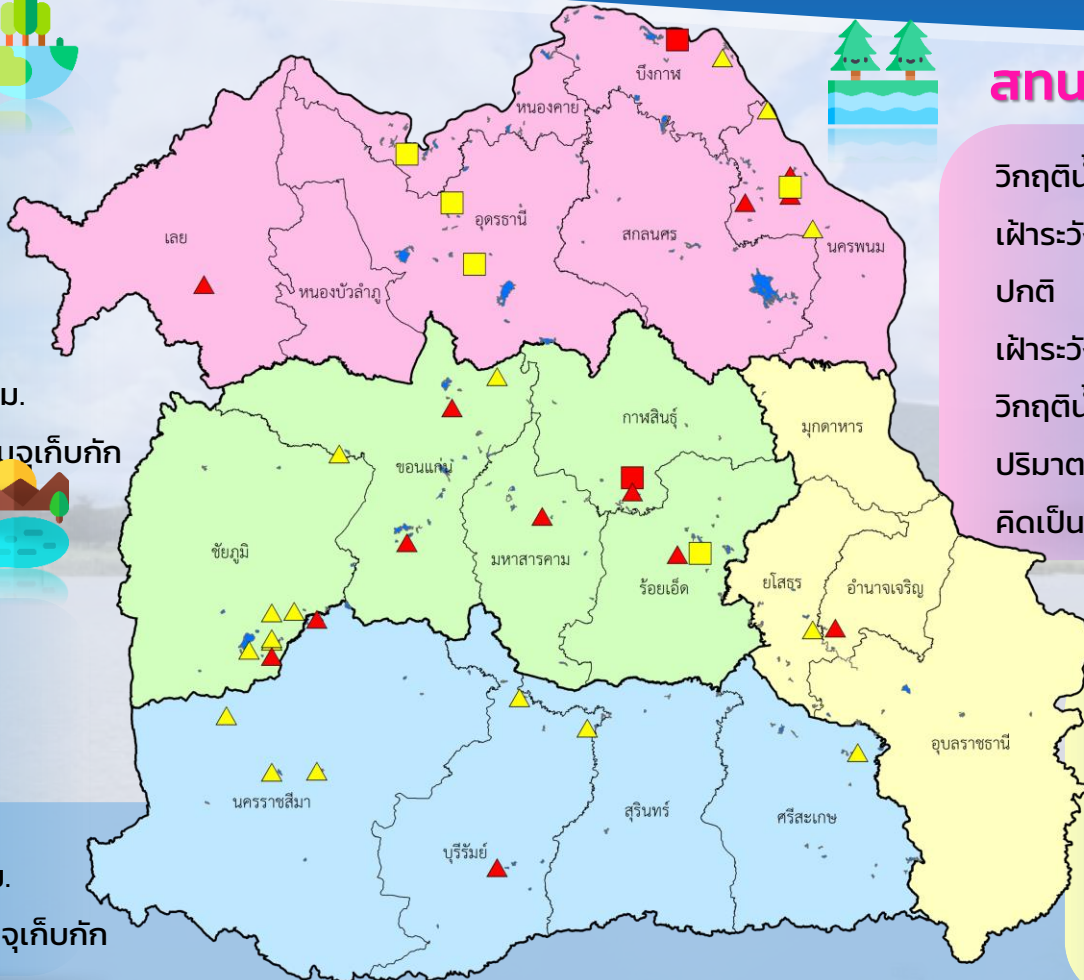 สทน
บึงกาฬ
หนองคาย
วิกฤติน้
อุดรธานี
เฝ้าระวัง
เลย
สกลนคร
นครพนม
หนองบัวลำภู
ปกติ
เฝ้าระวัง
ม.
วิกฤติน้
กาฬสินธุ์
มุกดาหาร
มจุเก็บกัก
ขอนแก่น
ปริมาต
คิดเป็น
ชัยภูมิ
มหาสารคาม
ร้อยเอ็ด
ยโสธร
อำนาจเจริญ
อุบลราชธานี
นครราชสีมา
สุรินทร์
ศรีสะเกษ
บุรีรัมย์
ม.
จุเก็บกัก